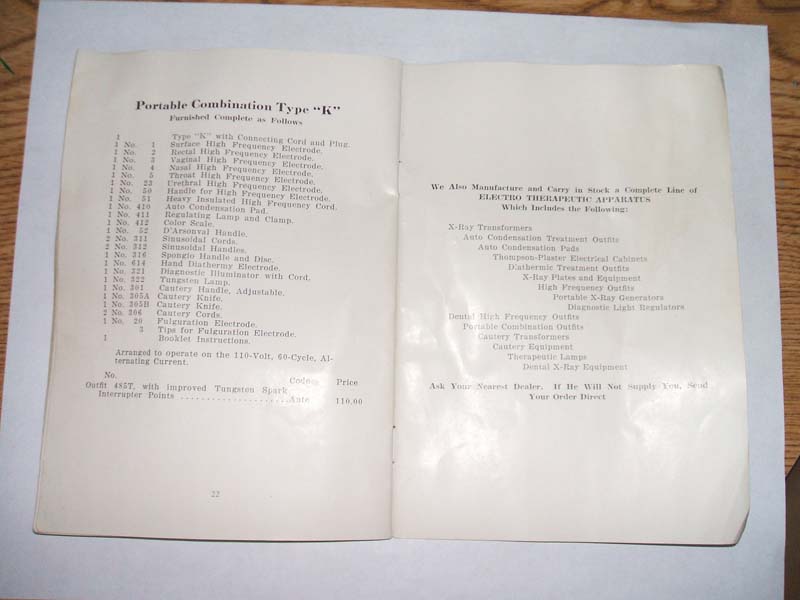 Portable Combination Type "K"
Furnished Complete as Follows
1 Type "K" with Connecting Cord and Plug.
1 No. 1 Surface High Frequency Electrode.
1 No. 2 Rectal High Frequency Electrode.
1 No. 3 Vaginal High Frequency Electrode.
1 No. 4 Nasal High Frequency Electrode.
1 No. 5 Throat High Frequency Electrode.
1 No. 23 Urethral High Frequency Electrode.
1 No. 50 Handle for High Frequency Electrode.
1 No. 51 Heavy Insulated High Frequency Cord.
1 No. 410 Auto Condensation Pad.
1 No. 411 Regulating Lamp and Clamp.
1 No. 412 Color Scale.
1 No. 52 D'Arsonval Handle.
2 No. 311 Sinusoidal Cords.
2 No. 312 Sinusoidal Handles.
1 No. 316 Spongio Handle and Disc.
1 No. 614 Hand Diathermy Electrode.
1 No. 321 Diagnostic Illuminator with Cord.
1 No. 322 Tungsten Lamp.
1 No. 301 Cautery Handle, Adjustable.
1 No. 305A Cautery Knife.
1 No. 305B Cautery Knife.
2 No. 306 Cautery Cords.
1 No. 20 Fulguration Electrode.
3 Tips for Fulguration Electrode.
1 Booklet Instructions.
Arranged to operate on the 110-Volt, 60-Cycle, Al-
ternating Current.
No. Code Price
Outfit 485T, with improved Tungsten Spark
Interrupter Points ......................Ante 110.00
22
We Also Manufacture and Carry in Stock a Complete Line of
ELECTRO THERAPEUTIC APPARATUS
Which Includes the Following:
X-Ray Transformers
Auto Condensation Treatment Outfits
Auto Condensation Pads
Thompson-Plaster Electrical Cabinets
Diathermic Treatment Outfits
X-Ray Plates and Equipment
High Frequency Outfits
Portable X-Ray Generators
Diagnostic Light Regulators
Dental High Frequency Outfits
Portable Combination Outfits
Cautery Transformers
Cautery Equipment
Therapeutic Lamps
Dental X-Ray Equipment
Ask Your Nearest Dealer. If He Will Not Supply You, Send
Your Order Direct